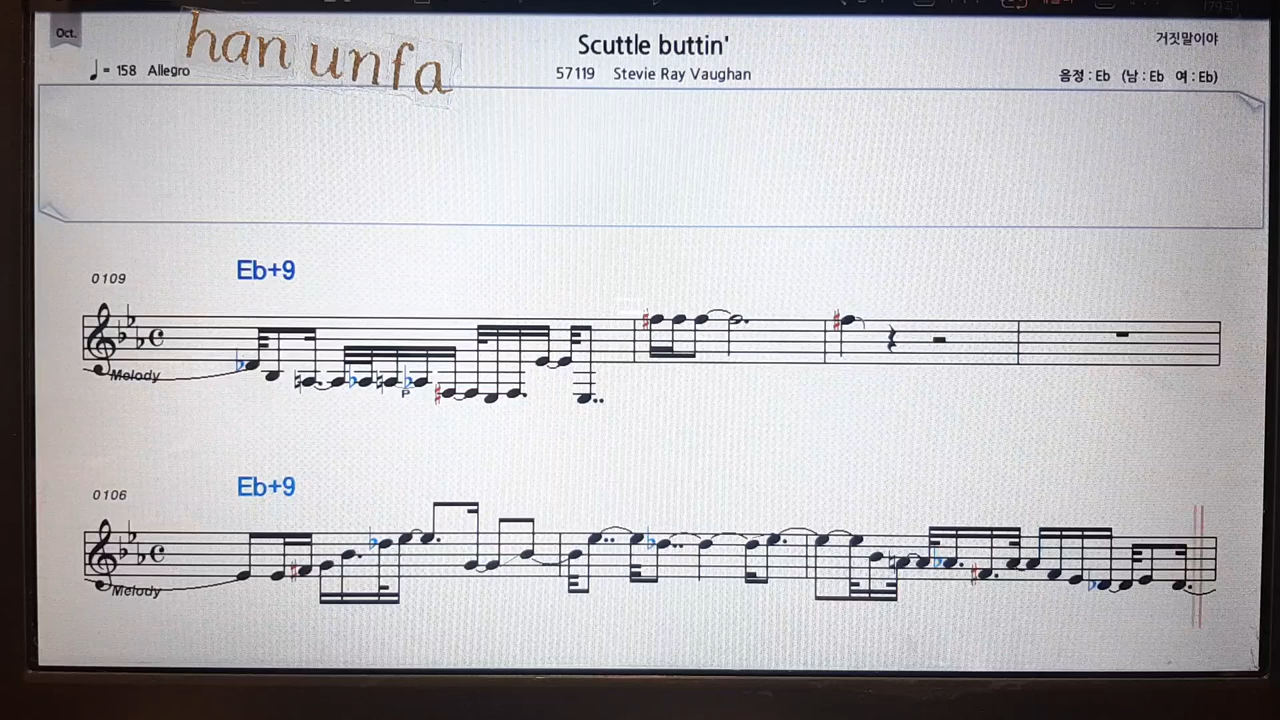 Oct.
han unfa
Scuttle buttin'
거짓말이야
♩= 158 Allegro
57119 Stevie Ray Vaughan
음정 : Eb (남 : Eb 여 : Eb)
0109
Eb+9
Melody
P
0106
Eb+9
Melody